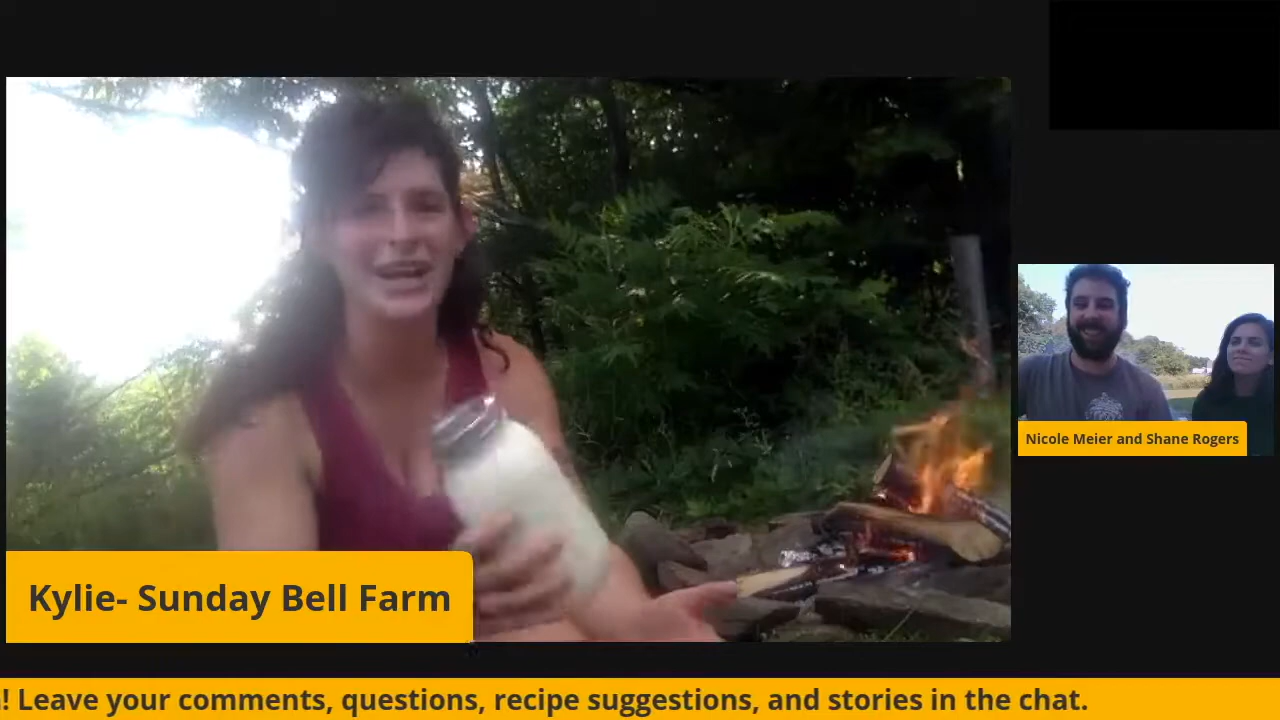 Nicole Meier and Shane Rogers
Kylie- Sunday Bell Farm
! Leave your comments, questions, recipe suggestions, and stories in the chat.